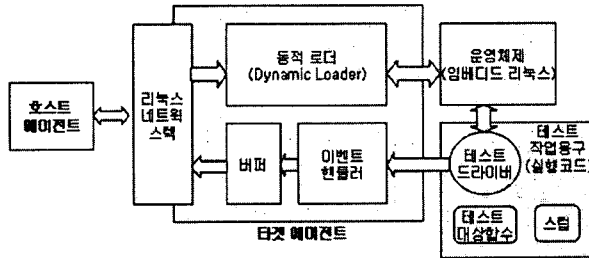 호스트
에이전트
리눅스
네트웍
스택
동적 로더
(Dynamic Loader)
운영체제
(임베디드 리눅스)
버퍼
이벤트
핸들러
테스트
드라이버
테스트
작업용구
(실행코드)
테스트
대상함수
스텁
타겟 에이전트